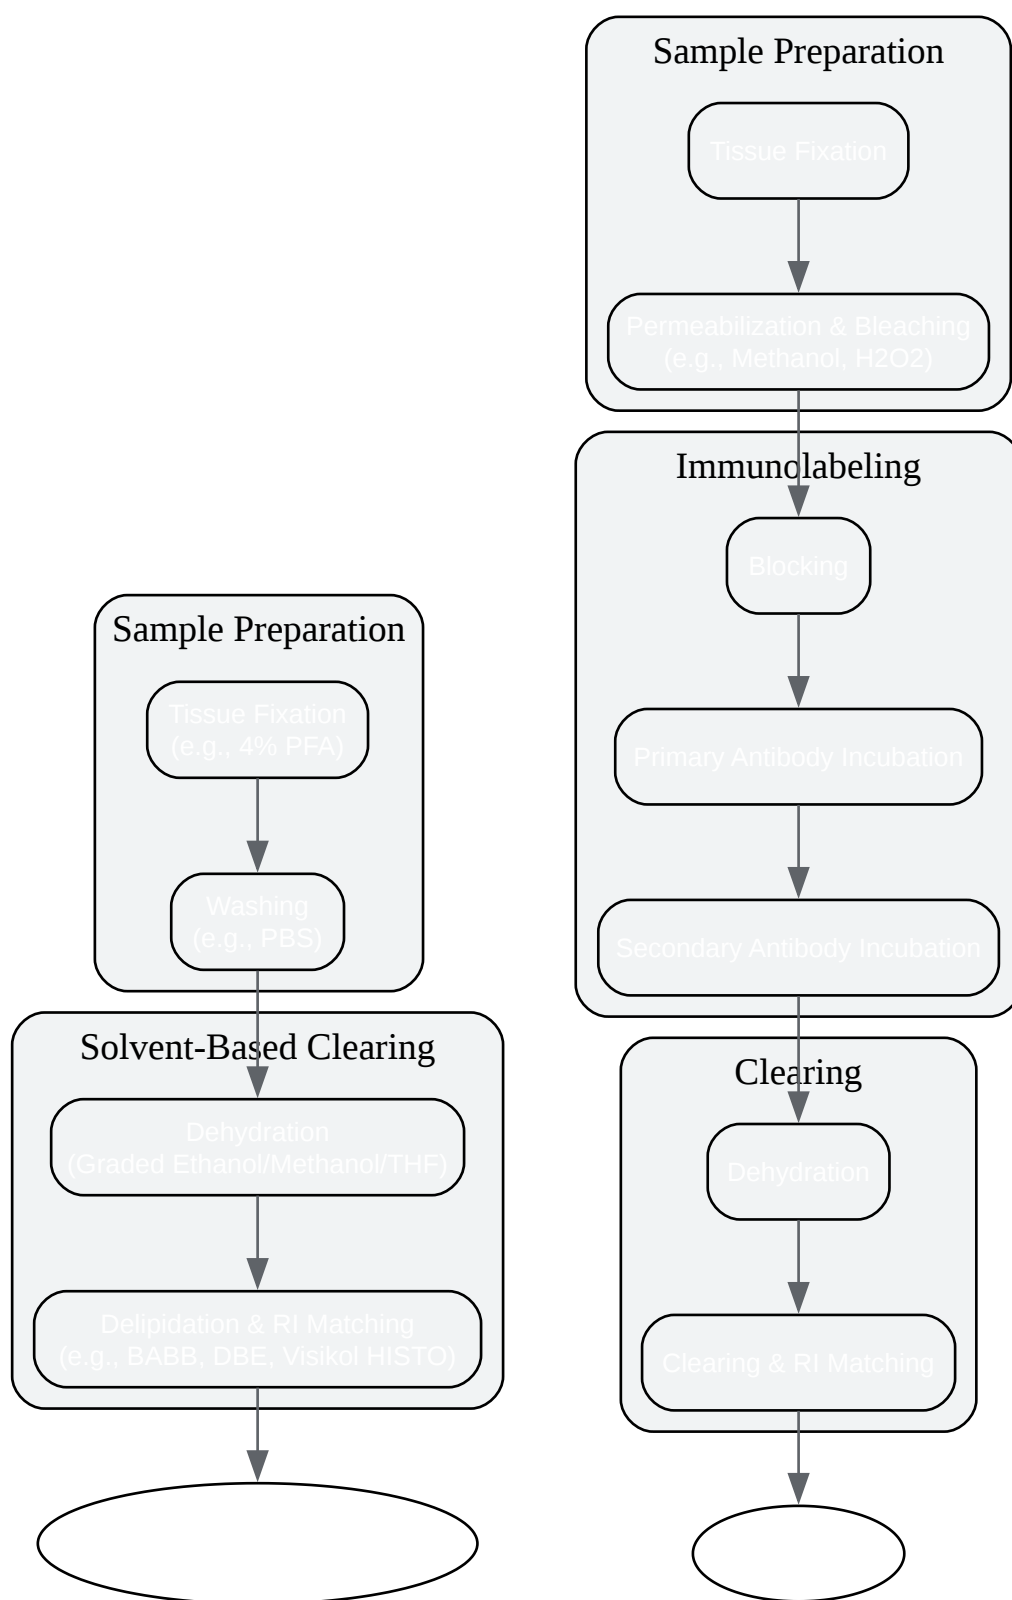 Sample Preparation
Tissue Fixation
(e.g., 4% PFA)
Washing
(e.g., PBS)
Solvent-Based Clearing
Dehydration
(Graded Ethanol/Methanol/THF)
Delipidation & RI Matching
(e.g., BABB, DBE, Visikol HISTO)
Sample Preparation
Tissue Fixation
Permeabilization & Bleaching
(e.g., Methanol, H2O2)
Immunolabeling
Blocking
Primary Antibody Incubation
Secondary Antibody Incubation
Clearing
Dehydration
Clearing & RI Matching